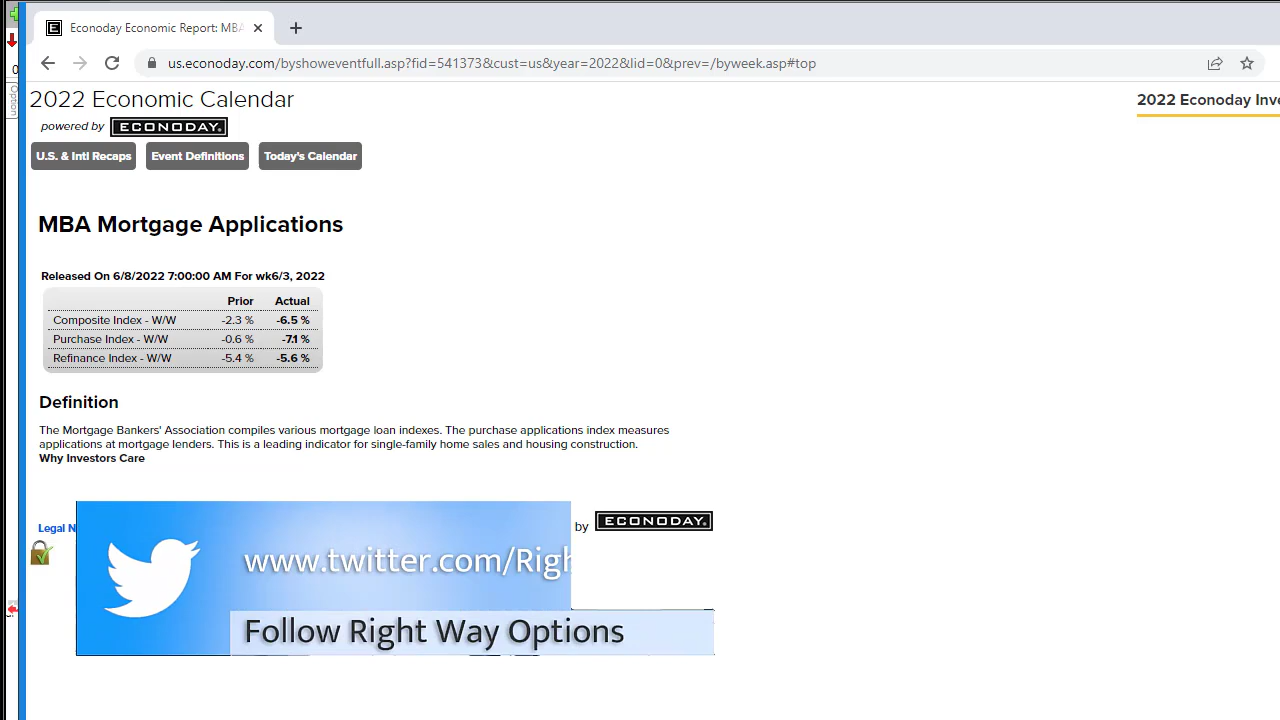 Econoday Economic Report: MBA
us.econoday.com/byshoweventfull.asp?fid=541373&cust=us&year=2022&lid=0&prev=/byweek.asp#top
Option
2022 Economic Calendar
2022 Econoday Inve
powered by ECONODAY.
U.S. & Intl Recaps Event Definitions Today's Calendar
MBA Mortgage Applications
Released On 6/8/2022 7:00:00 AM For wk6/3, 2022
Prior Actual
Composite Index - W/W -2.3 % -6.5 %
Purchase Index - W/W -0.6 % -7.1 %
Refinance Index - W/W -5.4 % -5.6 %
Definition
The Mortgage Bankers' Association compiles various mortgage loan indexes. The purchase applications index measures
applications at mortgage lenders. This is a leading indicator for single-family home sales and housing construction.
Why Investors Care
Legal N
by ECONODAY.
www.twitter.com/Righ
Follow Right Way Options